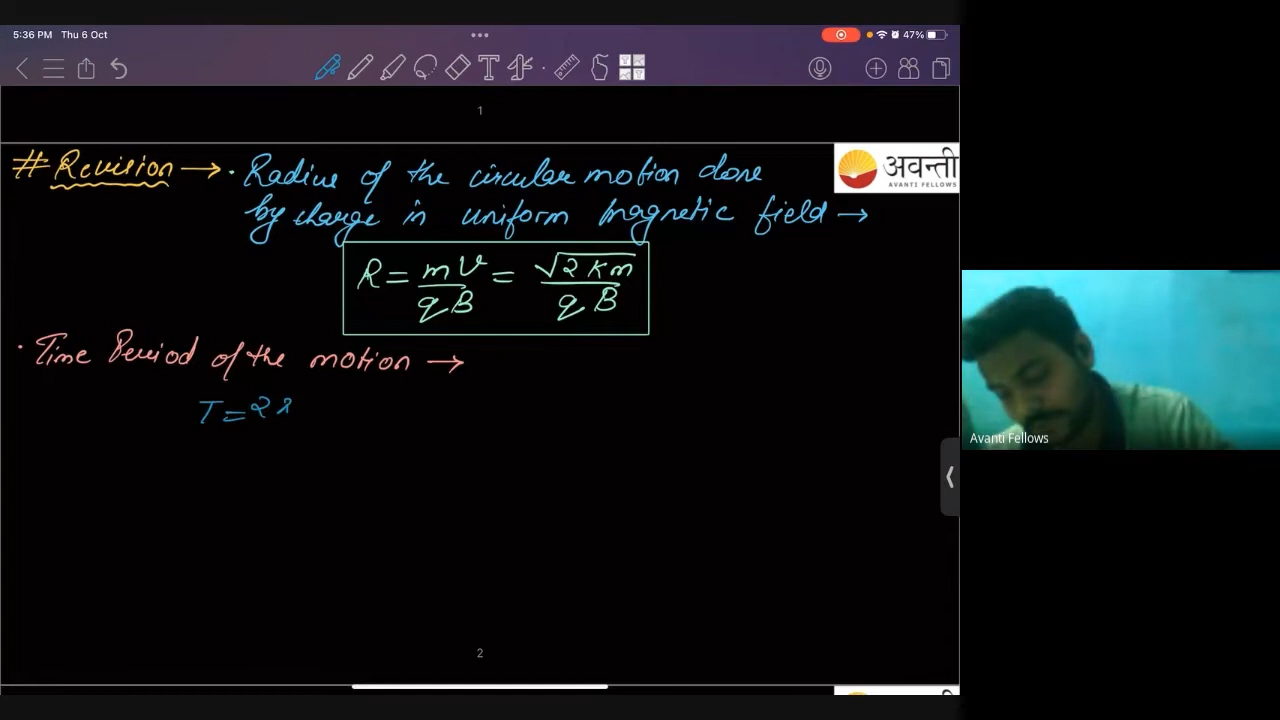 5:36 PM Thu 6 Oct
47%
1
# Revision → · Radius of the circular motion done
by charge in uniform magnetic field →
अवन्ती
AVANTI FELLOWS
R = mV/qB = √2km/qB
· Time Period of the motion →
T = 2
Avanti Fellows
2